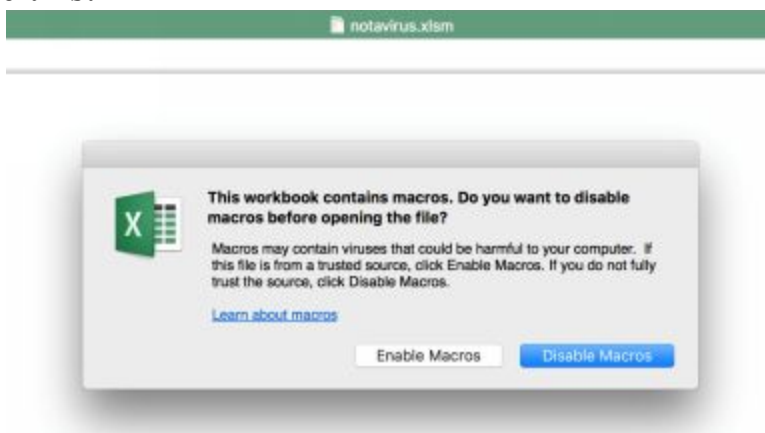 notavirus.xlsm
This workbook contains macros. Do you want to disable
macros before opening the file?
Macros may contain viruses that could be harmful to your computer. If
this file is from a trusted source, click Enable Macros. If you do not fully
trust the source, click Disable Macros.
Learn about macros
Enable Macros Disable Macros